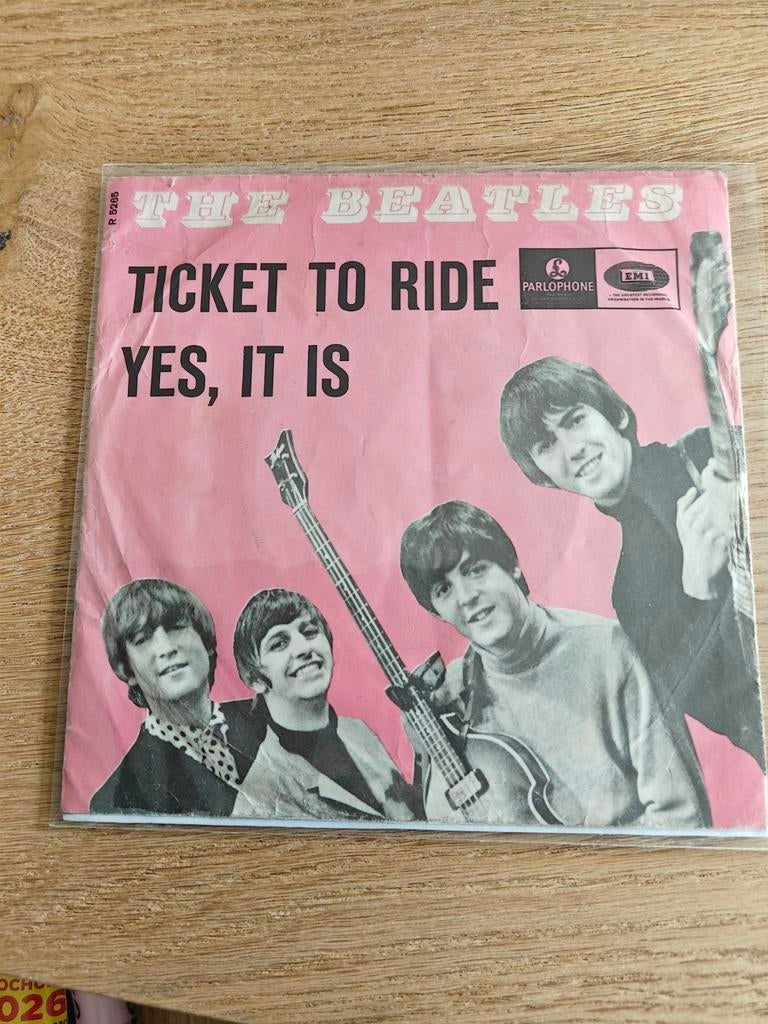 R 5265
THE BEATLES
TICKET TO RIDE
YES, IT IS
£
PARLOPHONE
EMI
THE GREATEST RECORDING
ORGANISATION IN THE WORLD
OCHU
026